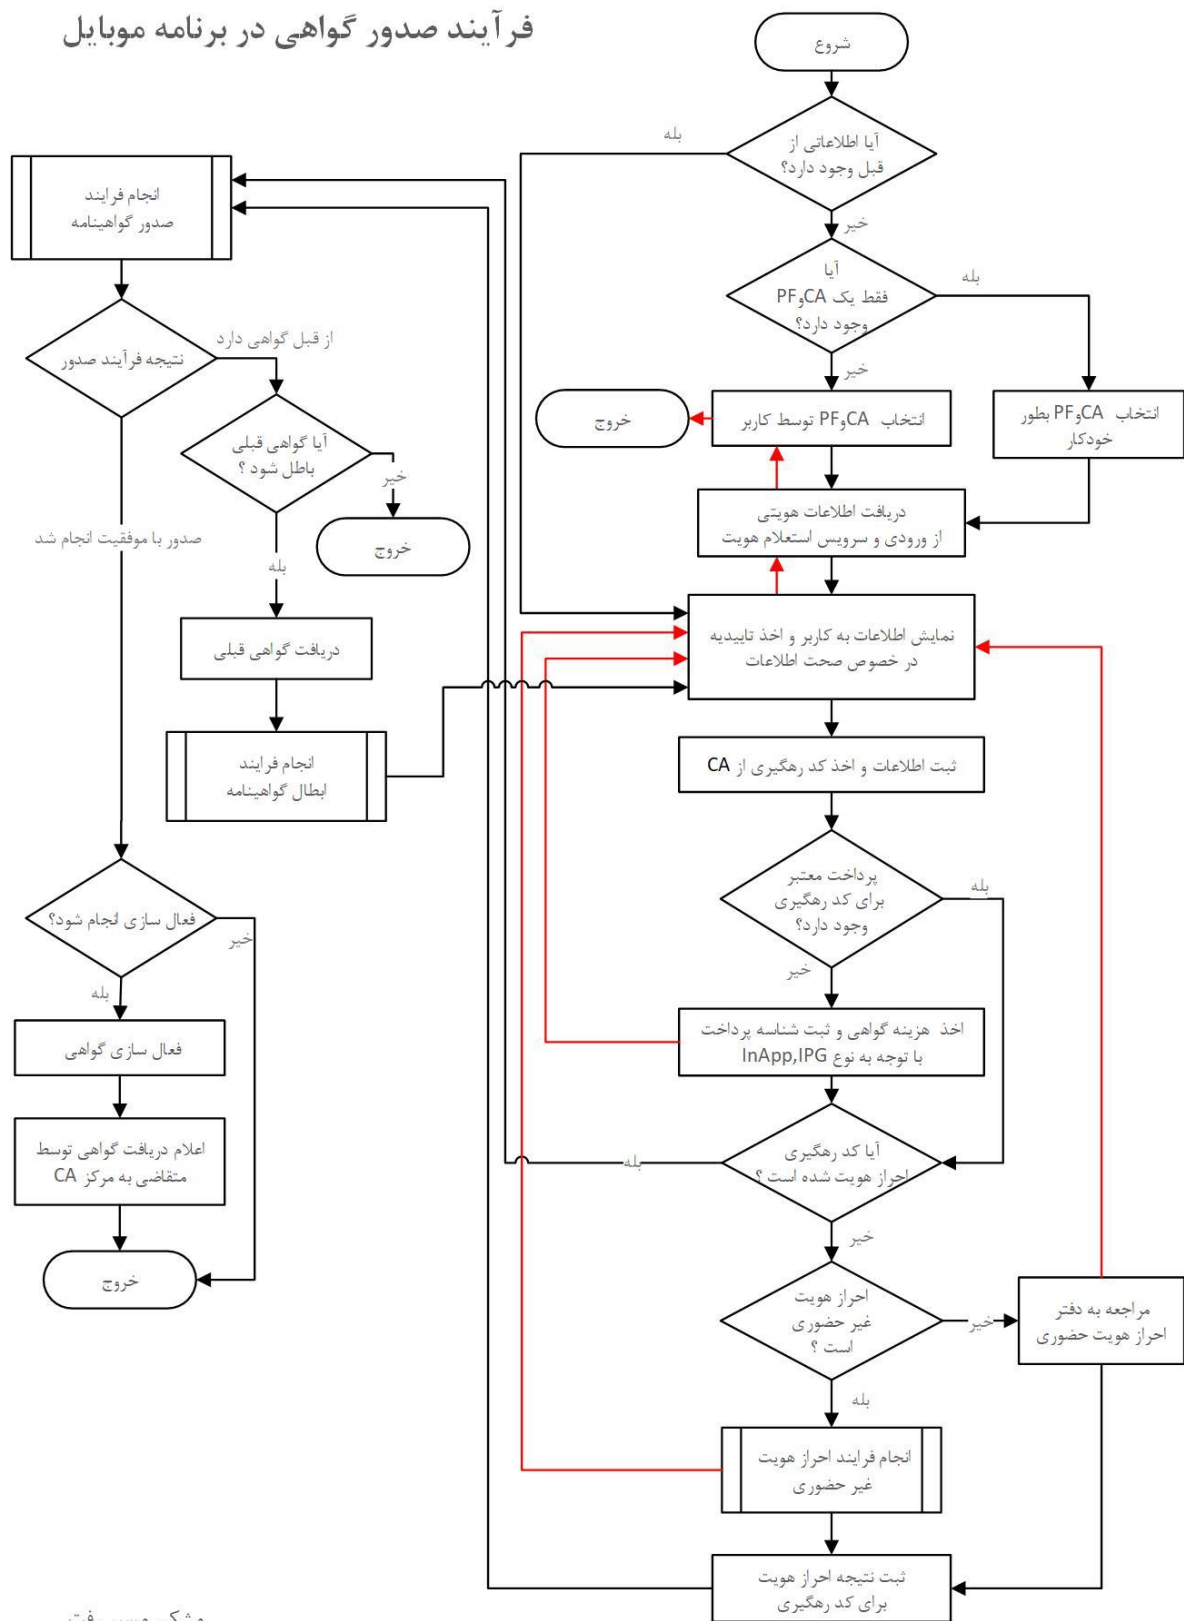 فرآیند صدور گواهی در برنامه موبایل
شروع
آیا اطلاعاتی از
قبل وجود دارد؟
بله
خیر
آیا
فقط یک CAوPF
وجود دارد؟
بله
خیر
انتخاب CAوPF توسط کاربر
خروج
انتخاب CAوPF بطور
خودکار
دریافت اطلاعات هویتی
از ورودی و سرویس استعلام هویت
نمایش اطلاعات به کاربر و اخذ تاییدیه
در خصوص صحت اطلاعات
ثبت اطلاعات و اخذ کد رهگیری از CA
پرداخت معتبر
برای کد رهگیری
وجود دارد؟
بله
خیر
اخذ هزینه گواهی و ثبت شناسه پرداخت
با توجه به نوع InApp,IPG
آیا کد رهگیری
احراز هویت شده است ؟
بله
خیر
احراز هویت
غیر حضوری
است ؟
خیر
مراجعه به دفتر
احراز هویت حضوری
بله
انجام فرایند احراز هویت
غیر حضوری
ثبت نتیجه احراز هویت
برای کد رهگیری
انجام فرایند
صدور گواهینامه
نتیجه فرآیند صدور
از قبل گواهی دارد
آیا گواهی قبلی
باطل شود ؟
خیر
خروج
بله
دریافت گواهی قبلی
انجام فرایند
ابطال گواهینامه
صدور با موفقیت انجام شد
فعال سازی انجام شود؟
خیر
بله
فعال سازی گواهی
اعلام دریافت گواهی توسط
متقاضی به مرکز CA
خروج